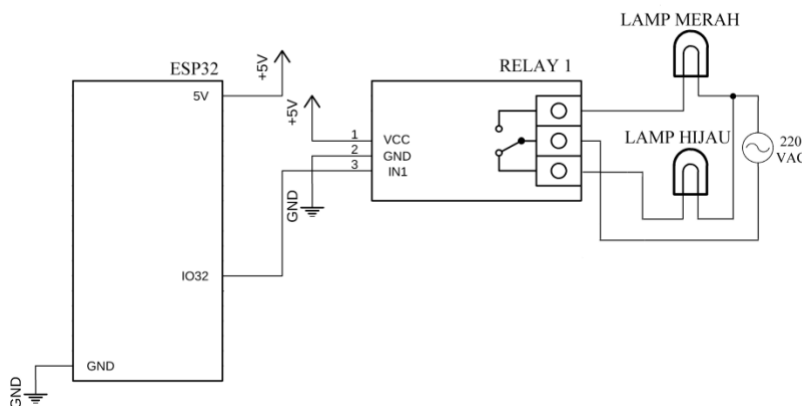 LAMP MERAH
ESP32
RELAY 1
5V
+5V
+5V
1
VCC
2
GND
3
IN1
LAMP HIJAU
220
VAC
GND
IO32
GND
GND